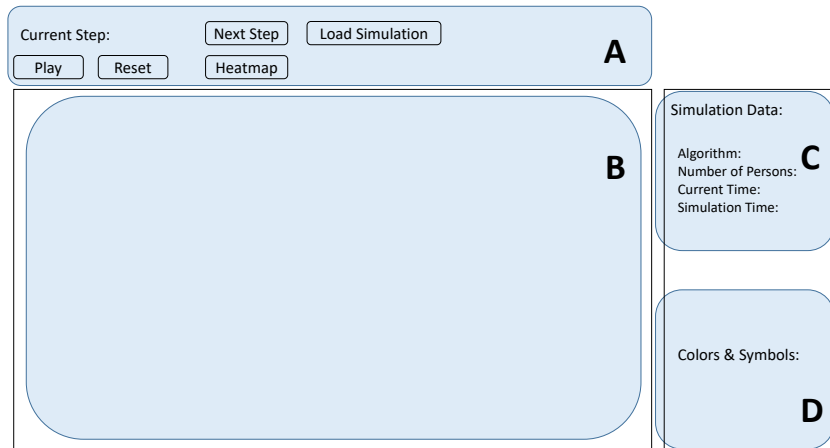 Current Step:
Next Step
Load Simulation
Play
Reset
Heatmap
A
B
Simulation Data:
Algorithm:
Number of Persons:
Current Time:
Simulation Time:
C
Colors & Symbols:
D